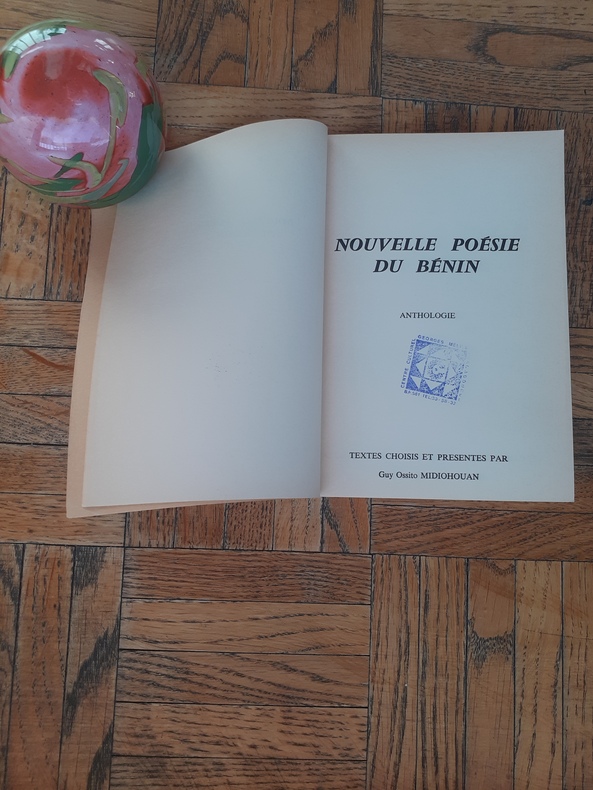 NOUVELLE POÉSIE
DU BÉNIN
ANTHOLOGIE
TEXTES CHOISIS ET PRESENTES PAR
Guy Ossito MIDIOHOUAN